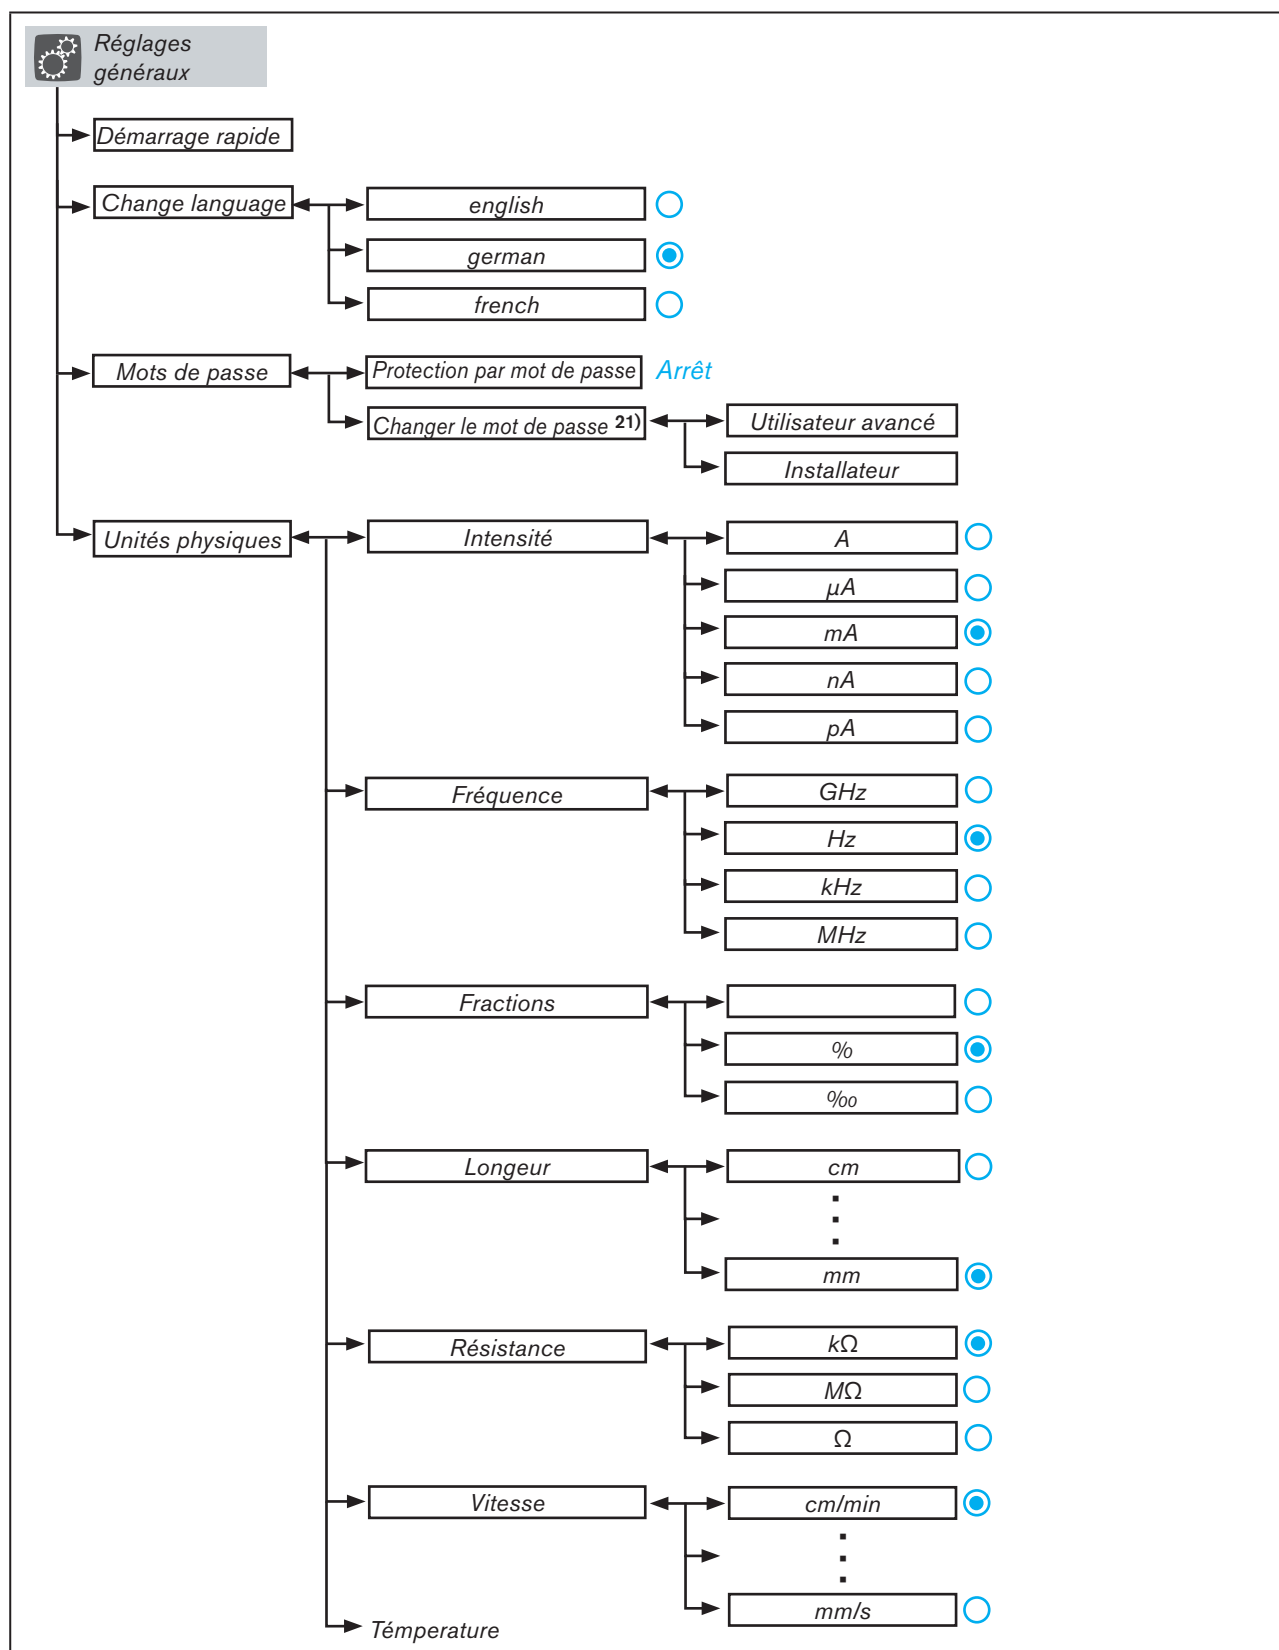 Réglages
généraux
Démarrage rapide
Change language
english
german
french
Mots de passe
Protection par mot de passe
Arrêt
Changer le mot de passe 21)
Utilisateur avancé
Installateur
Unités physiques
Intensité
A
µA
mA
nA
pA
Fréquence
GHz
Hz
kHz
MHz
Fractions
%
‰
Longeur
cm
mm
Résistance
kΩ
MΩ
Ω
Vitesse
cm/min
mm/s
Témperature